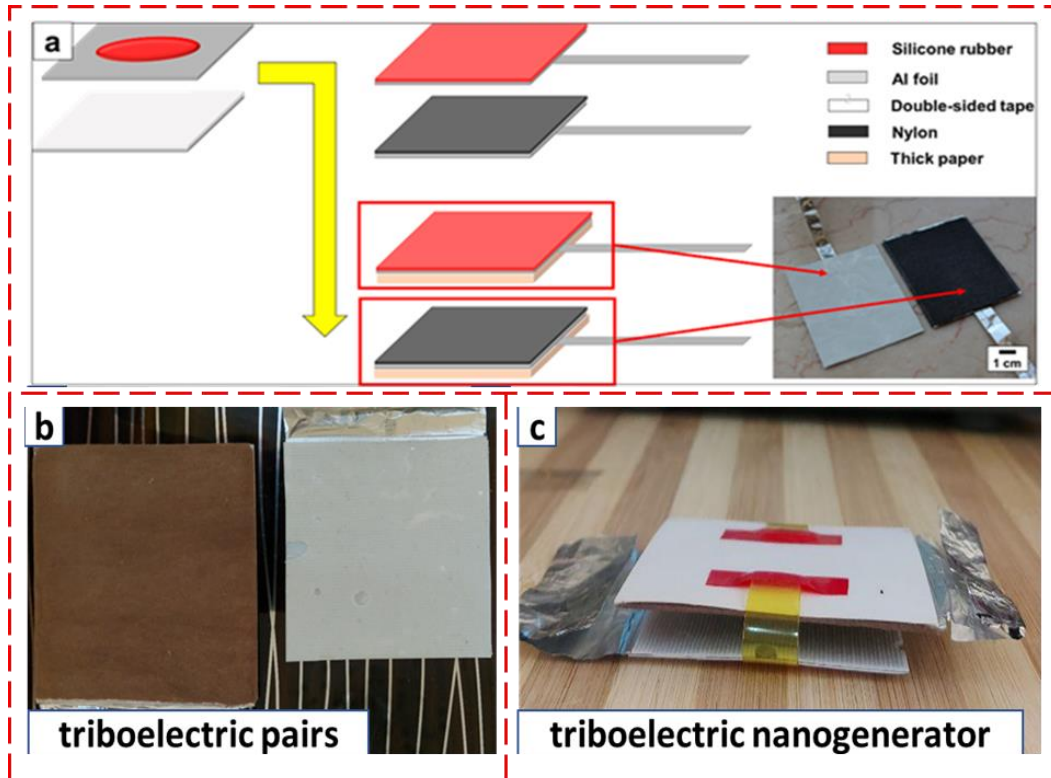 a
Silicone rubber
Al foil
Double-sided tape
Nylon
Thick paper
1 cm
b
triboelectric pairs
c
triboelectric nanogenerator